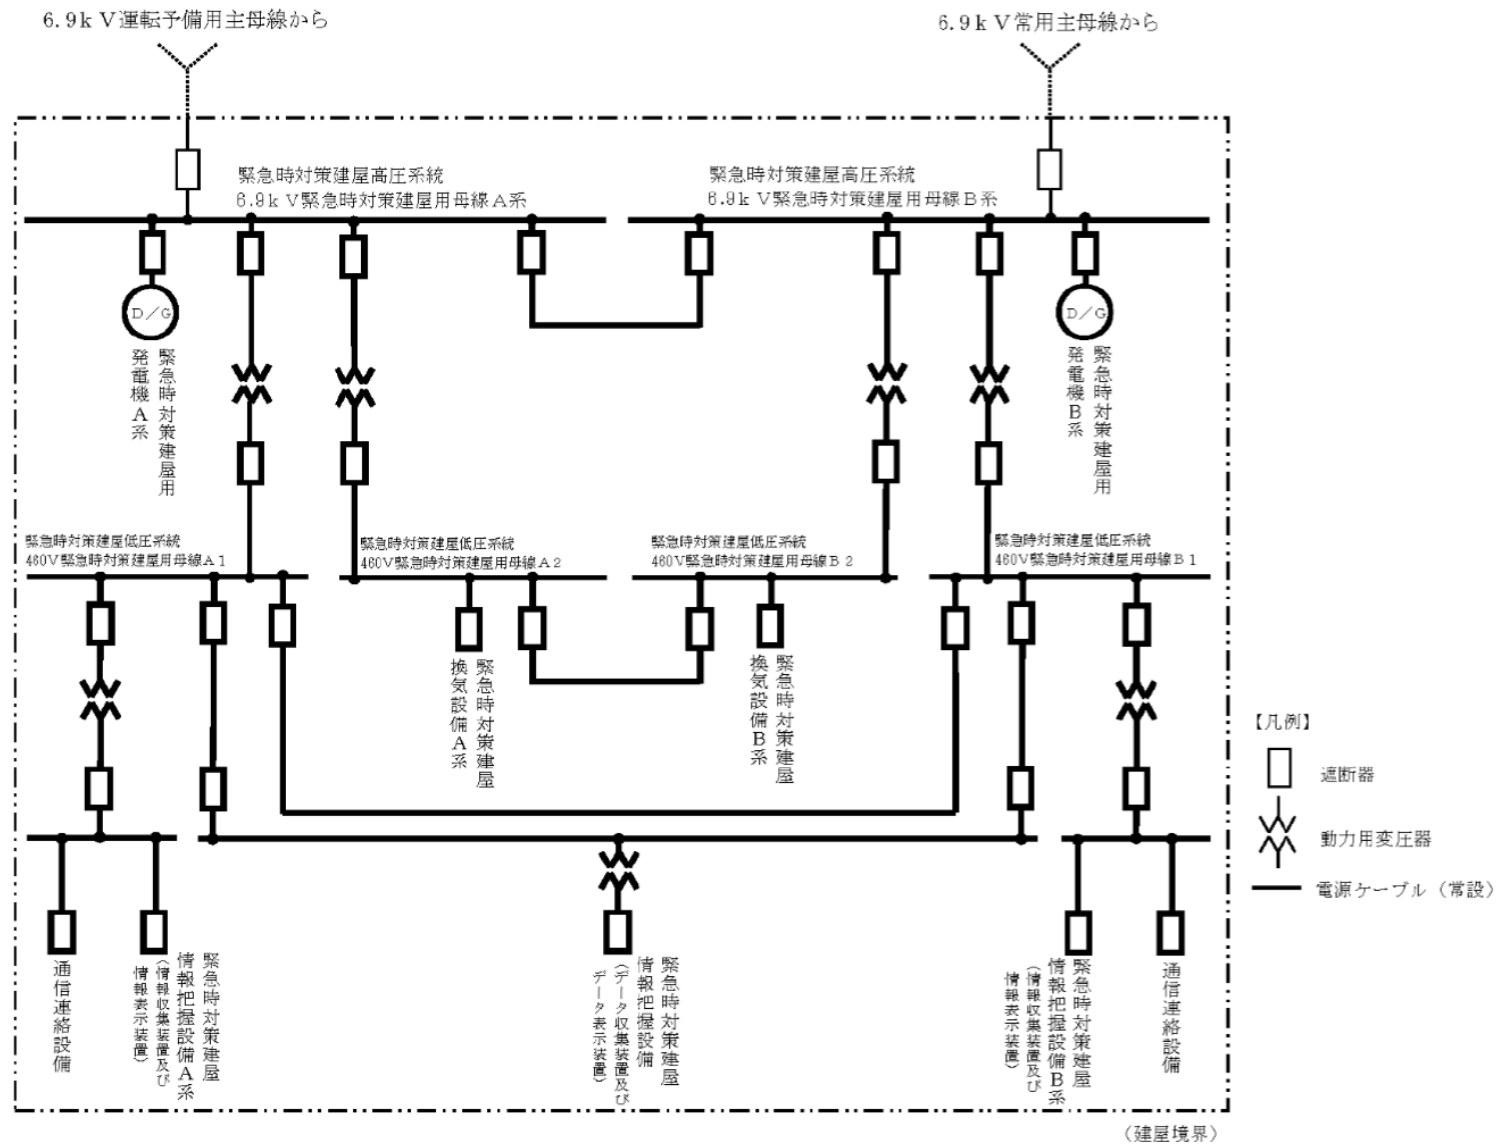 6.9kV運転予備用主母線から
6.9kV常用主母線から
緊急時対策建屋高圧系統
6.9kV緊急時対策建屋用母線A系
緊急時対策建屋高圧系統
6.9kV緊急時対策建屋用母線B系
D/G
緊急時対策建屋用
発電機A系
D/G
緊急時対策建屋用
発電機B系
緊急時対策建屋低圧系統
460V緊急時対策建屋用母線A1
緊急時対策建屋低圧系統
460V緊急時対策建屋用母線A2
緊急時対策建屋低圧系統
460V緊急時対策建屋用母線B2
緊急時対策建屋低圧系統
460V緊急時対策建屋用母線B1
緊急時対策建屋
換気設備A系
緊急時対策建屋
換気設備B系
【凡例】
遮断器
動力用変圧器
電源ケーブル(常設)
通信連絡設備
緊急時対策建屋
情報把握設備A系
(情報収集装置及び
情報表示装置)
緊急時対策建屋
情報把握設備
(データ収集装置及び
データ表示装置)
緊急時対策建屋
情報把握設備B系
(情報収集装置及び
情報表示装置)
通信連絡設備
(建屋境界)